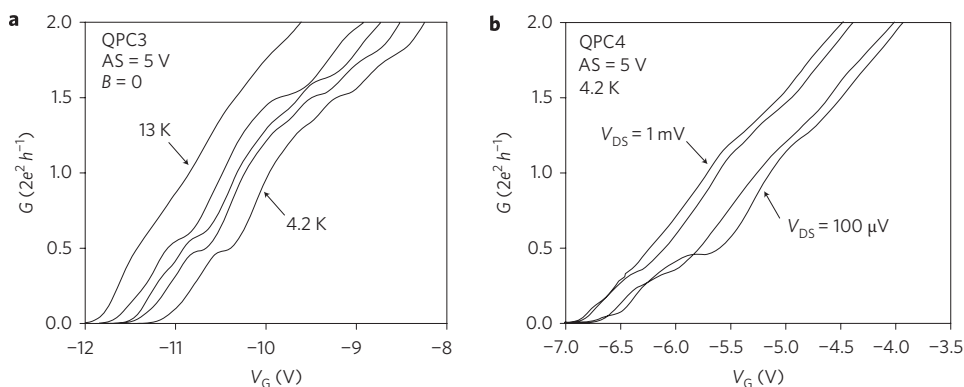 a
QPC3
AS = 5 V
B = 0
13 K
4.2 K
2.0
1.5
1.0
0.5
0.0
G (2e² h⁻¹)
−12
−11
−10
−9
−8
V_G (V)
b
QPC4
AS = 5 V
4.2 K
V_DS = 1 mV
V_DS = 100 μV
2.0
1.5
1.0
0.5
0.0
G (2e² h⁻¹)
−7.0
−6.5
−6.0
−5.5
−5.0
−4.5
−4.0
−3.5
V_G (V)